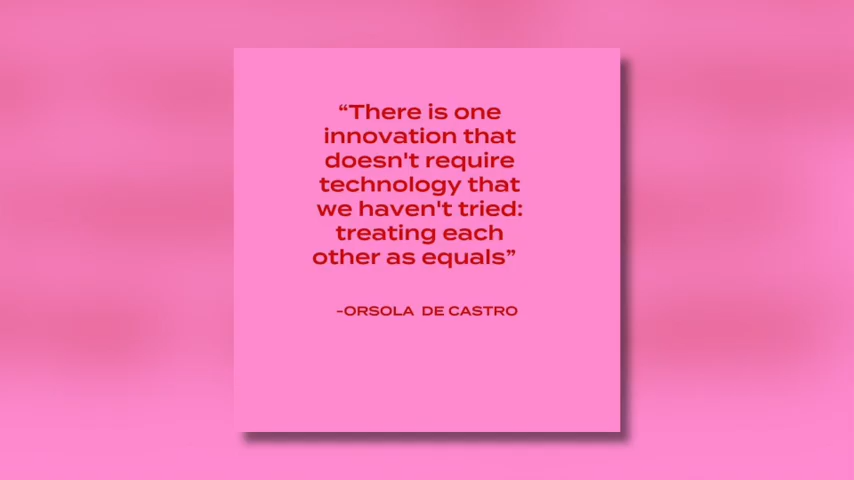 “There is one
innovation that
doesn't require
technology that
we haven't tried:
treating each
other as equals”
-ORSOLA DE CASTRO